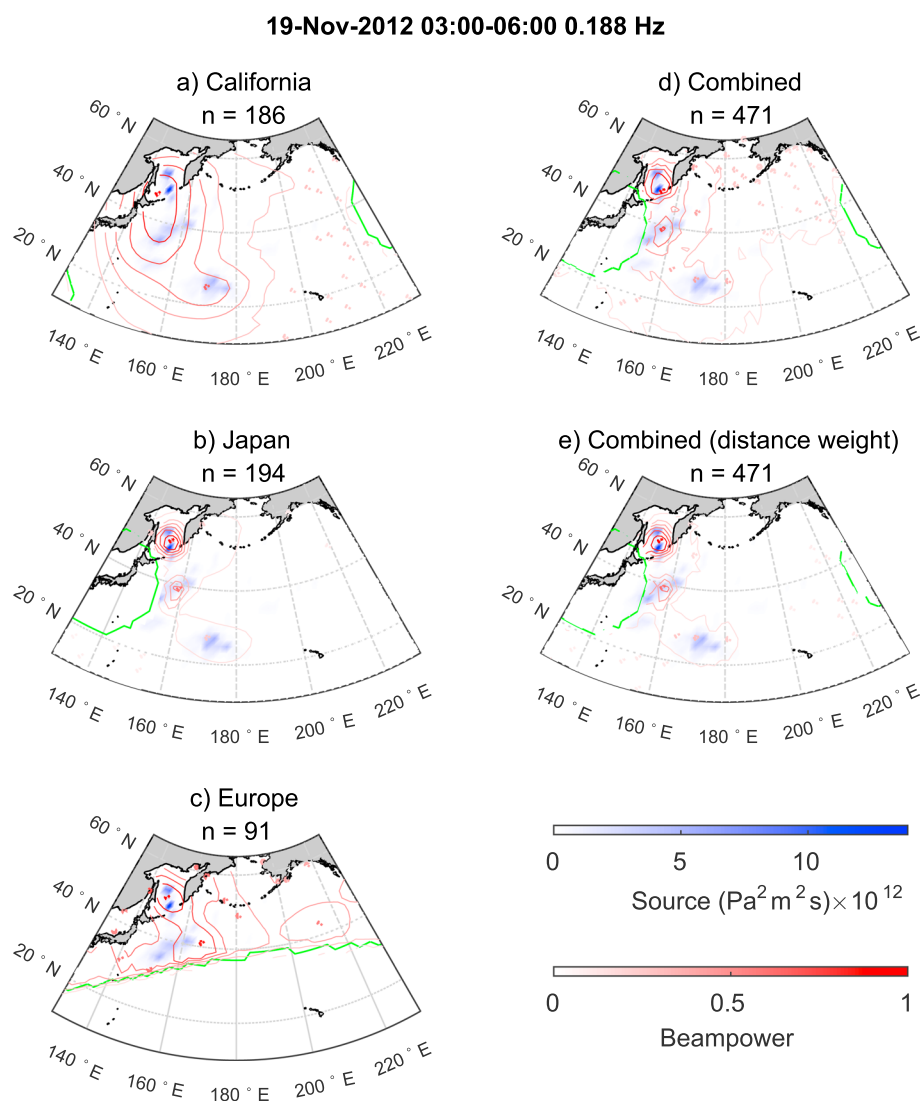 19-Nov-2012 03:00-06:00 0.188 Hz
a) California
n = 186
60 °N
40 °N
20 °N
140 °E
160 °E
180 °E
200 °E
220 °E
d) Combined
n = 471
60 °N
40 °N
20 °N
140 °E
160 °E
180 °E
200 °E
220 °E
b) Japan
n = 194
60 °N
40 °N
20 °N
140 °E
160 °E
180 °E
200 °E
220 °E
e) Combined (distance weight)
n = 471
60 °N
40 °N
20 °N
140 °E
160 °E
180 °E
200 °E
220 °E
c) Europe
n = 91
60 °N
40 °N
20 °N
140 °E
160 °E
180 °E
200 °E
220 °E
0 5 10
Source (Pa² m² s)×10¹²
0 0.5 1
Beampower